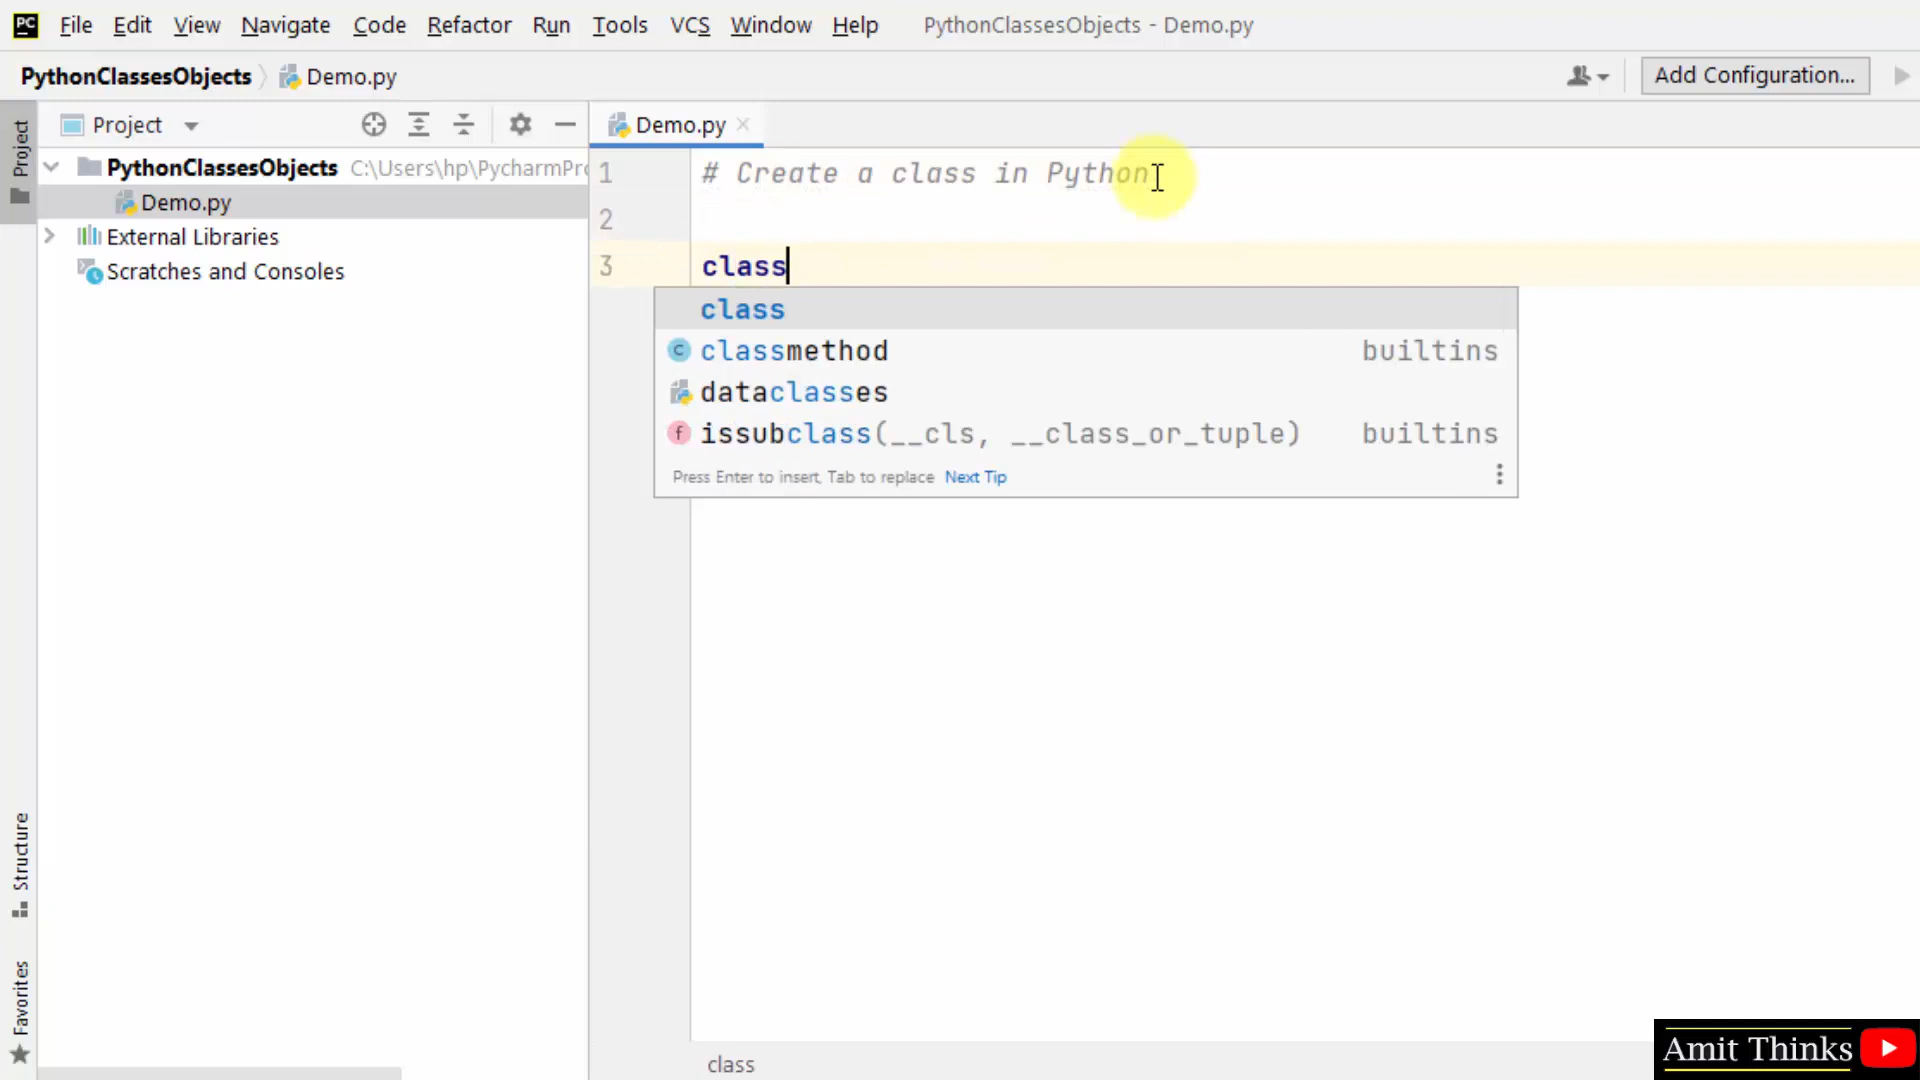 PC File Edit View Navigate Code Refactor Run Tools VCS Window Help PythonClassesObjects - Demo.py
PythonClassesObjects Demo.py Add Configuration...
Project
Project
Demo.py
PythonClassesObjects C:\Users\hp\PycharmPro
Demo.py
External Libraries
Scratches and Consoles
1 # Create a class in Python
2
3 class
class
c classmethod builtins
dataclasses
f issubclass(__cls, __class_or_tuple) builtins
Press Enter to insert, Tab to replace Next Tip
Structure
Favorites
class
Amit Thinks